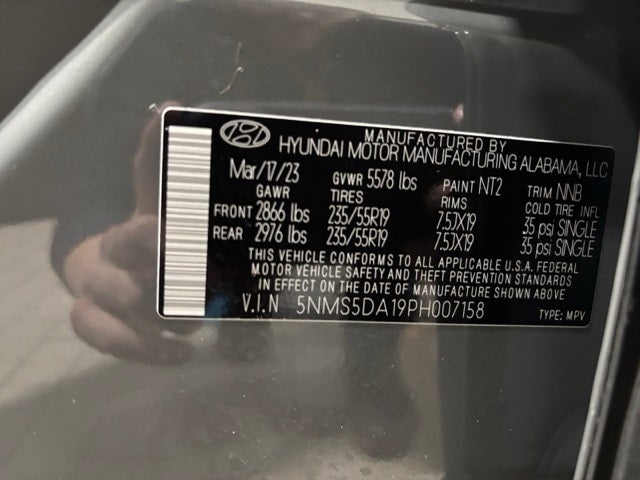 MANUFACTURED BY
HYUNDAI MOTOR MANUFACTURING ALABAMA, LLC
Mar/17/23 GVWR 5578 lbs PAINT NT2 TRIM NNB
GAWR TIRES RIMS COLD TIRE INFL
FRONT 2866 lbs 235/55R19 7.5JX19 35 psi SINGLE
REAR 2976 lbs 235/55R19 7.5JX19 35 psi SINGLE
THIS VEHICLE CONFORMS TO ALL APPLICABLE U.S.A. FEDERAL
MOTOR VEHICLE SAFETY AND THEFT PREVENTION STANDARDS
IN EFFECT ON THE DATE OF MANUFACTURE SHOWN ABOVE.
V.I.N 5NMS5DA19PH007158 TYPE: MPV